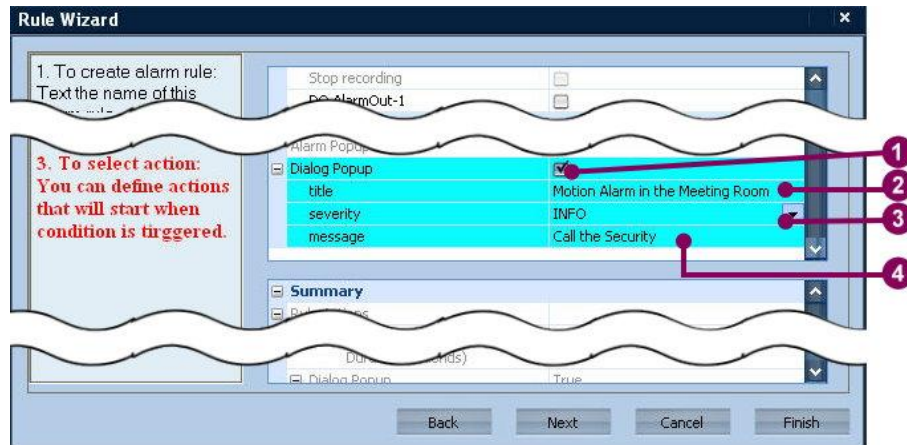 Rule Wizard
1. To create alarm rule:
Text the name of this
3. To select action:
You can define actions
that will start when
condition is tirggered.
Stop recording
DO AlarmOut-1
Alarm Popup
Dialog Popup
title Motion Alarm in the Meeting Room
severity INFO
message Call the Security
1
2
3
4
Summary
Dialog Popup True
Back Next Cancel Finish